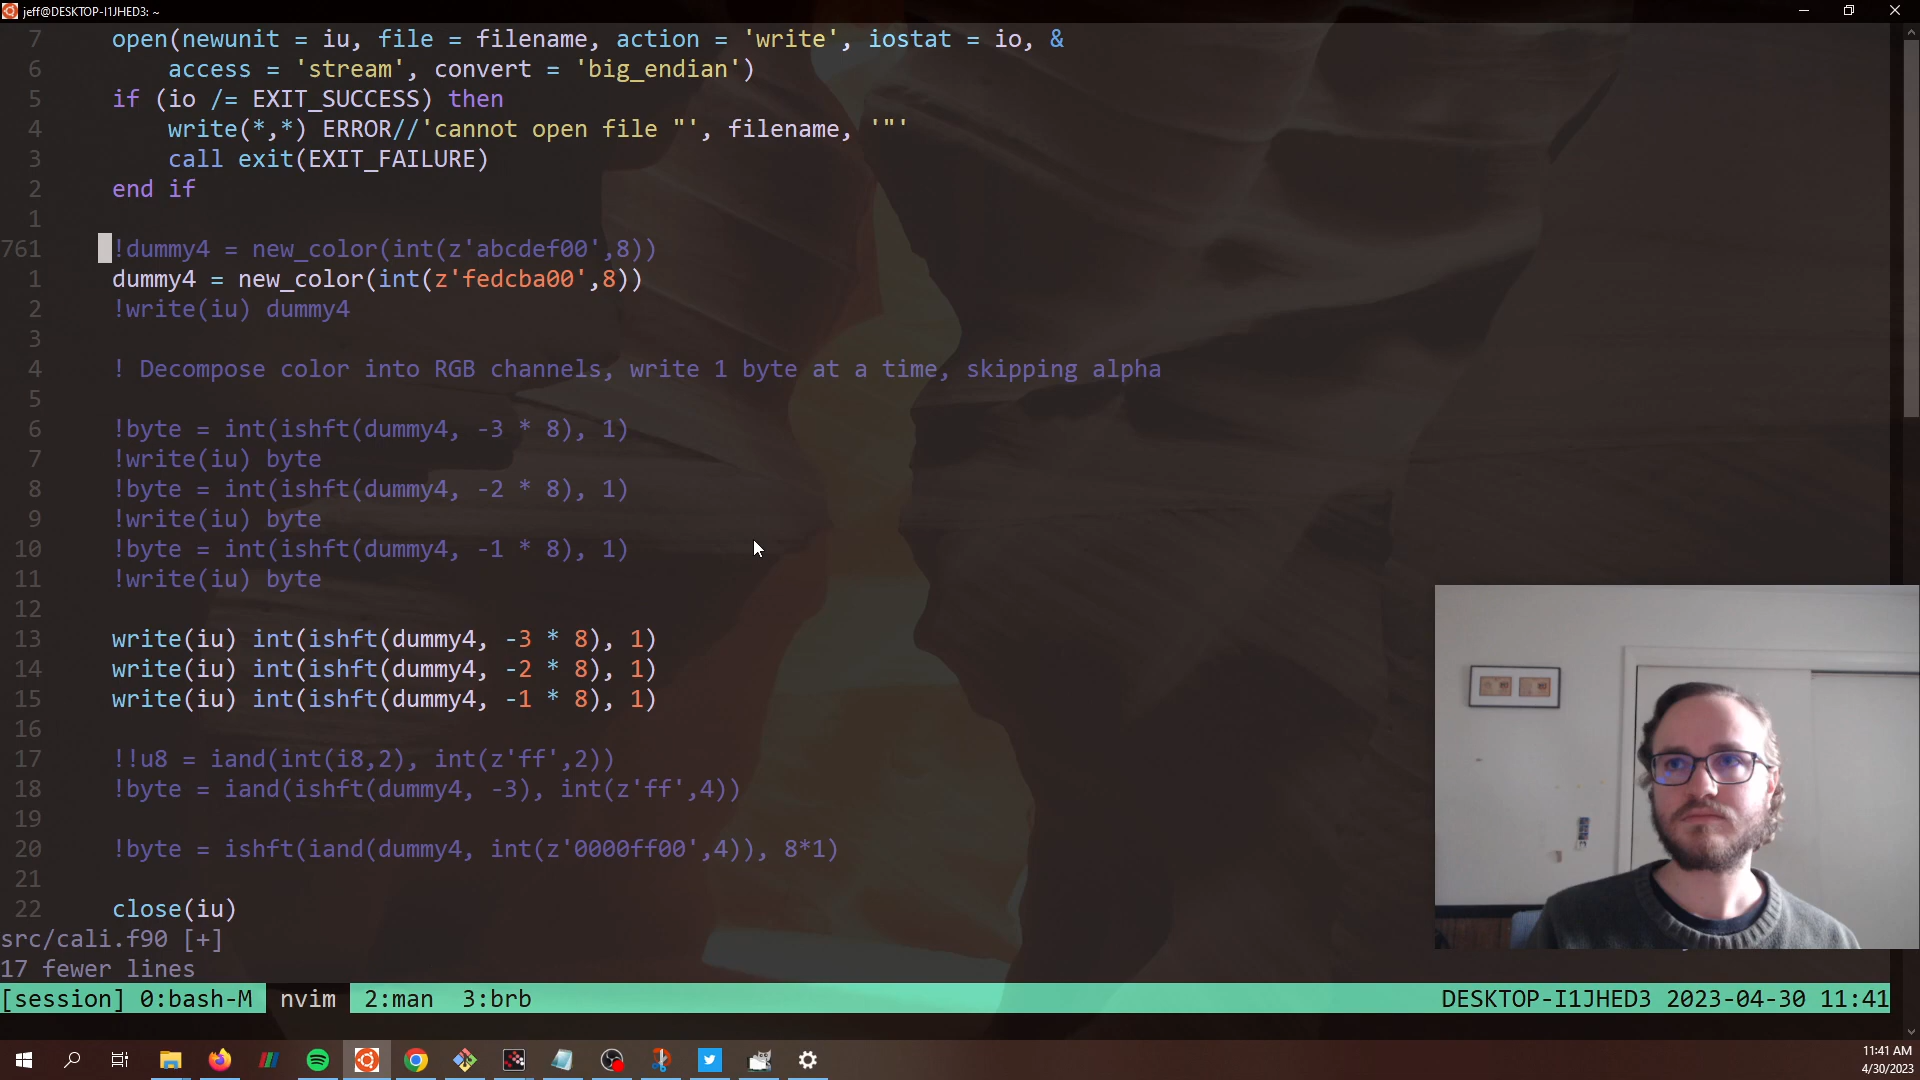 jeff@DESKTOP-I1JHED3: ~
7 open(newunit = iu, file = filename, action = 'write', iostat = io, &
6 access = 'stream', convert = 'big_endian')
5 if (io /= EXIT_SUCCESS) then
4 write(*,*) ERROR//'cannot open file "', filename, '"'
3 call exit(EXIT_FAILURE)
2 end if
1
761 !dummy4 = new_color(int(z'abcdef00',8))
1 dummy4 = new_color(int(z'fedcba00',8))
2 !write(iu) dummy4
3
4 ! Decompose color into RGB channels, write 1 byte at a time, skipping alpha
5
6 !byte = int(ishft(dummy4, -3 * 8), 1)
7 !write(iu) byte
8 !byte = int(ishft(dummy4, -2 * 8), 1)
9 !write(iu) byte
10 !byte = int(ishft(dummy4, -1 * 8), 1)
11 !write(iu) byte
12
13 write(iu) int(ishft(dummy4, -3 * 8), 1)
14 write(iu) int(ishft(dummy4, -2 * 8), 1)
15 write(iu) int(ishft(dummy4, -1 * 8), 1)
16
17 !!u8 = iand(int(i8,2), int(z'ff',2))
18 !byte = iand(ishft(dummy4, -3), int(z'ff',4))
19
20 !byte = ishft(iand(dummy4, int(z'0000ff00',4)), 8*1)
21
22 close(iu)
src/cali.f90 [+]
17 fewer lines
[session] 0:bash-M nvim 2:man 3:brb DESKTOP-I1JHED3 2023-04-30 11:41
11:41 AM
4/30/2023